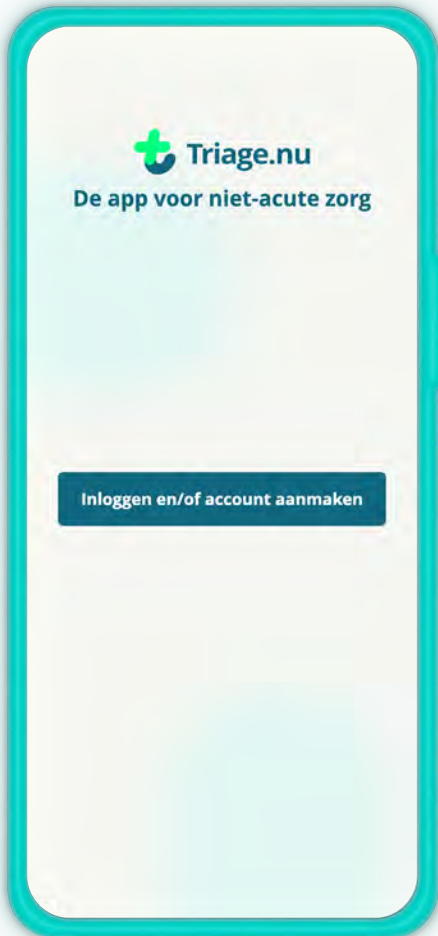 Triage.nu
De app voor niet-acute zorg
Inloggen en/of account aanmaken